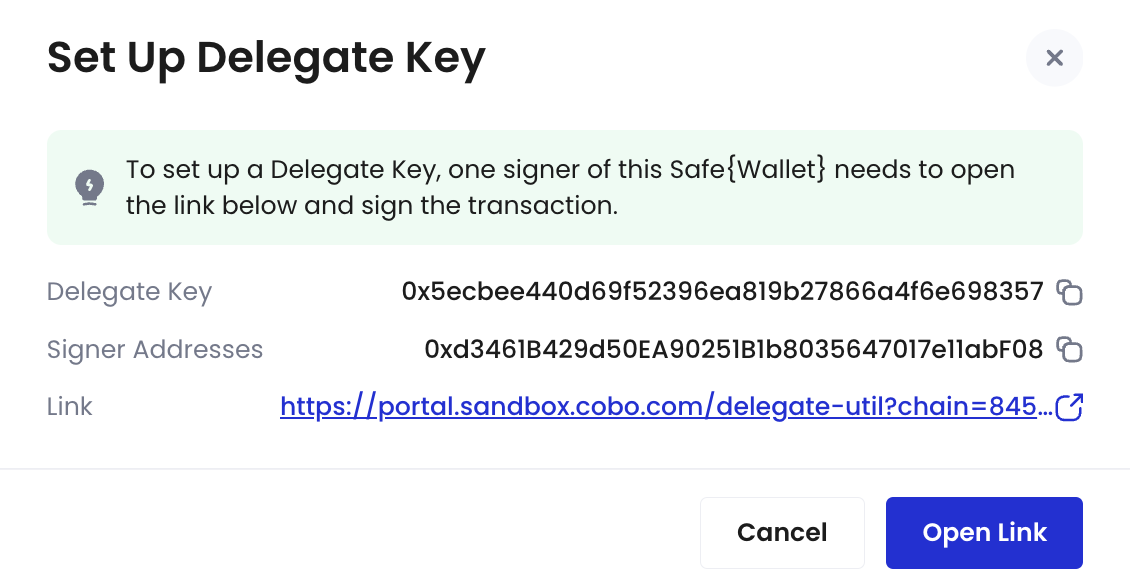 Set Up Delegate Key
To set up a Delegate Key, one signer of this Safe{Wallet} needs to open
the link below and sign the transaction.
Delegate Key 0x5ecbee440d69f52396ea819b27866a4f6e698357
Signer Addresses 0xd3461B429d50EA90251B1b8035647017e11abF08
Link https://portal.sandbox.cobo.com/delegate-util?chain=845...
Cancel Open Link